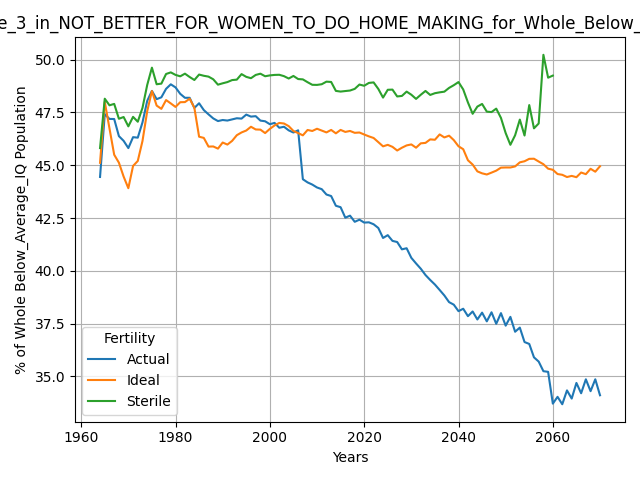 e_3_in_NOT_BETTER_FOR_WOMEN_TO_DO_HOME_MAKING_for_Whole_Below_
% of Whole Below_Average_IQ Population
50.0
47.5
45.0
42.5
40.0
37.5
35.0
Fertility
Actual
Ideal
Sterile
1960 1980 2000 2020 2040 2060
Years